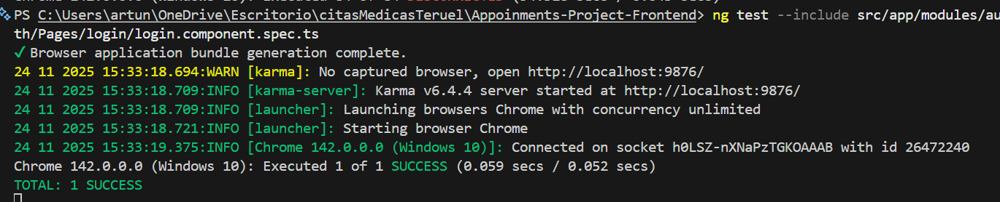 PS C:\Users\artun\OneDrive\Escritorio\citasMedicasTeruel\Appoinments-Project-Frontend> ng test --include src/app/modules/au
th/Pages/login/login.component.spec.ts
✓ Browser application bundle generation complete.
24 11 2025 15:33:18.694:WARN [karma]: No captured browser, open http://localhost:9876/
24 11 2025 15:33:18.709:INFO [karma-server]: Karma v6.4.4 server started at http://localhost:9876/
24 11 2025 15:33:18.709:INFO [launcher]: Launching browsers Chrome with concurrency unlimited
24 11 2025 15:33:18.721:INFO [launcher]: Starting browser Chrome
24 11 2025 15:33:19.375:INFO [Chrome 142.0.0.0 (Windows 10)]: Connected on socket h0LSZ-nXNaPzTGKOAAAB with id 26472240
Chrome 142.0.0.0 (Windows 10): Executed 1 of 1 SUCCESS (0.059 secs / 0.052 secs)
TOTAL: 1 SUCCESS